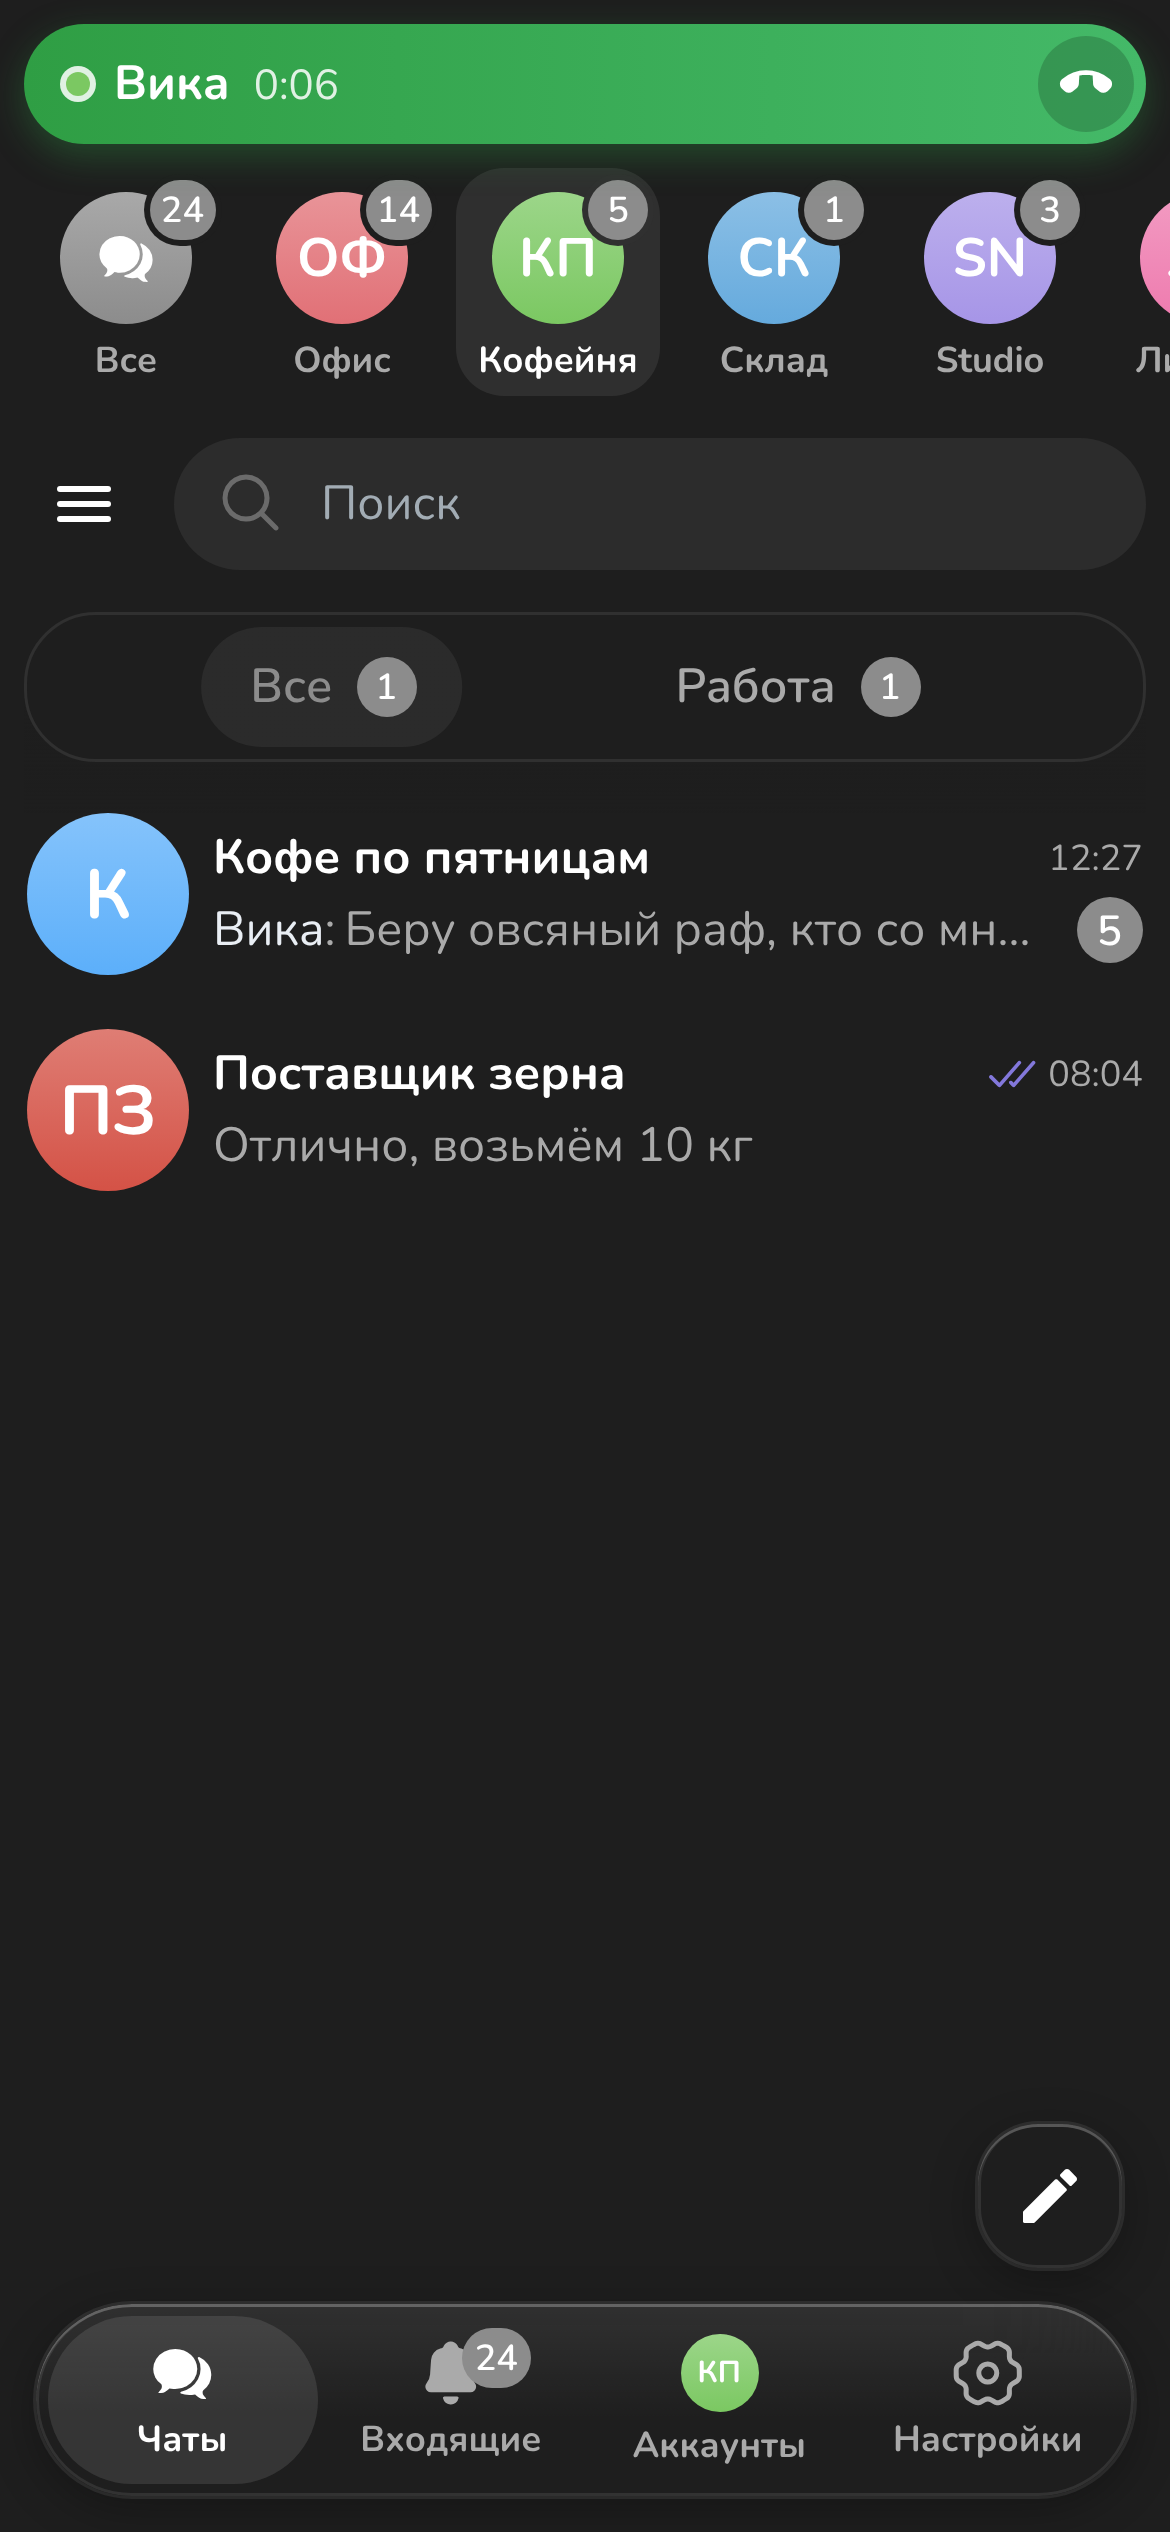 Вика 0:06
24 14 5 1 3
ОФ КП СК SN
Все Офис Кофейня Склад Studio
Поиск
Все 1 Работа 1
К
Кофе по пятницам 12:27
Вика: Беру овсяный раф, кто со мн... 5
ПЗ
Поставщик зерна 08:04
Отлично, возьмём 10 кг
24 КП
Чаты Входящие Аккаунты Настройки